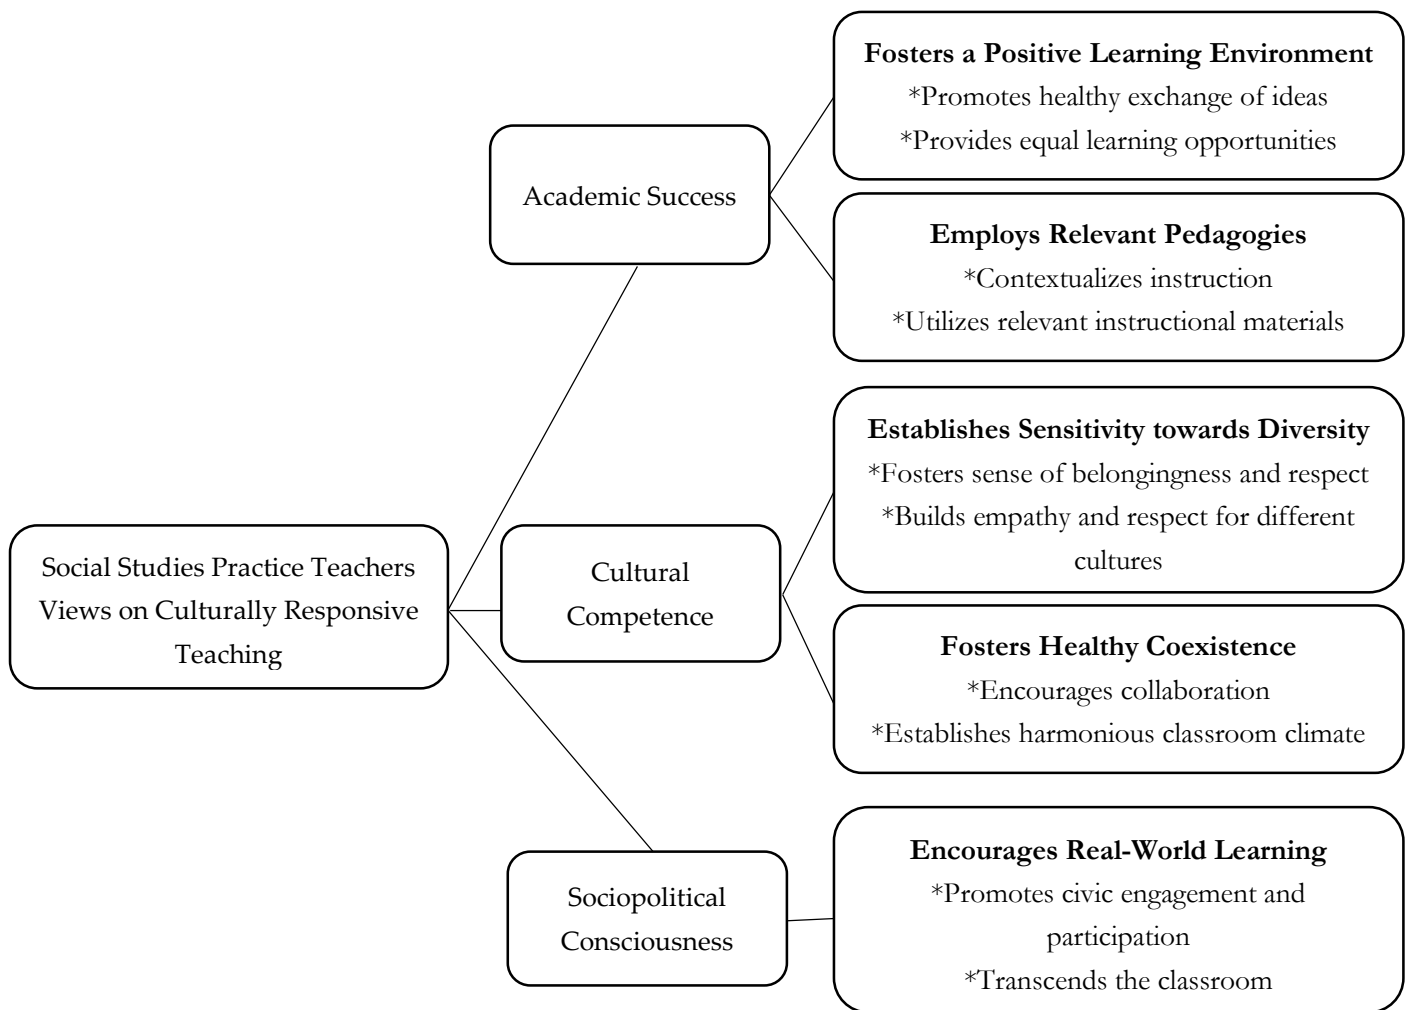 Social Studies Practice Teachers
Views on Culturally Responsive
Teaching
Academic Success
Fosters a Positive Learning Environment
*Promotes healthy exchange of ideas
*Provides equal learning opportunities
Employs Relevant Pedagogies
*Contextualizes instruction
*Utilizes relevant instructional materials
Cultural
Competence
Establishes Sensitivity towards Diversity
*Fosters sense of belongingness and respect
*Builds empathy and respect for different
cultures
Fosters Healthy Coexistence
*Encourages collaboration
*Establishes harmonious classroom climate
Sociopolitical
Consciousness
Encourages Real-World Learning
*Promotes civic engagement and
participation
*Transcends the classroom